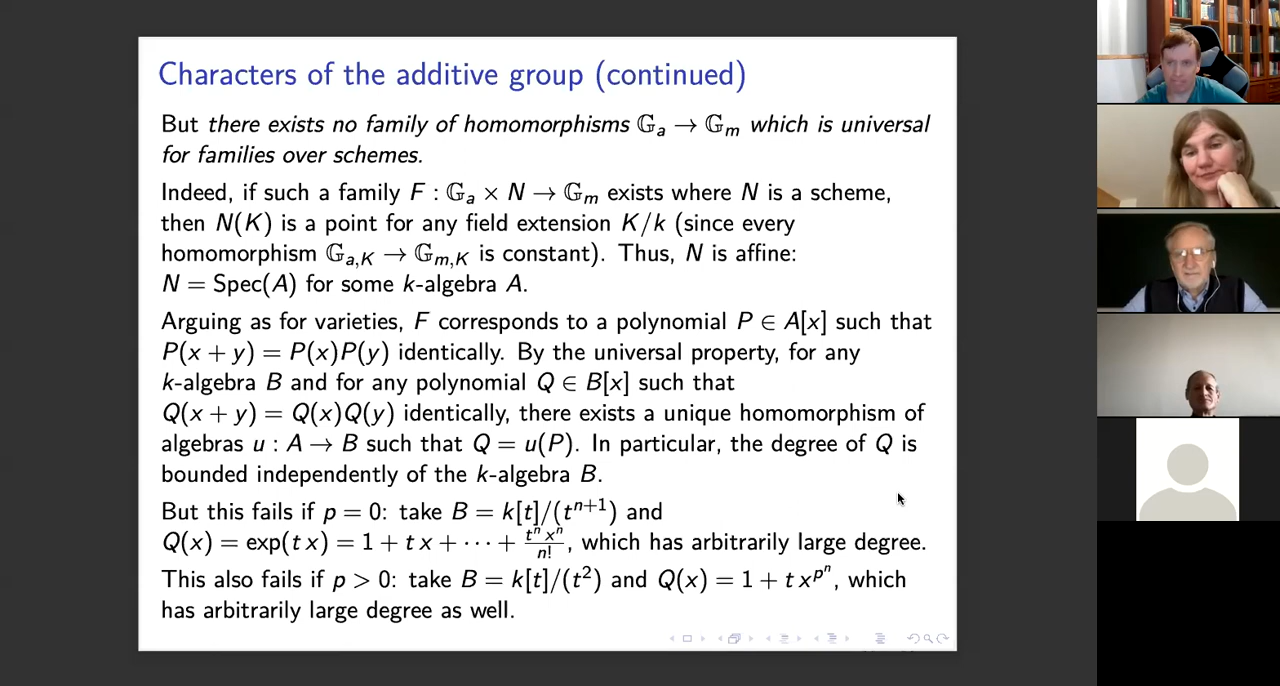 Characters of the additive group (continued)
But there exists no family of homomorphisms 𝔾ₐ → 𝔾ₘ which is universal
for families over schemes.
Indeed, if such a family F : 𝔾ₐ × N → 𝔾ₘ exists where N is a scheme,
then N(K) is a point for any field extension K/k (since every
homomorphism 𝔾_{a,K} → 𝔾_{m,K} is constant). Thus, N is affine:
N = Spec(A) for some k-algebra A.
Arguing as for varieties, F corresponds to a polynomial P ∈ A[x] such that
P(x + y) = P(x)P(y) identically. By the universal property, for any
k-algebra B and for any polynomial Q ∈ B[x] such that
Q(x + y) = Q(x)Q(y) identically, there exists a unique homomorphism of
algebras u : A → B such that Q = u(P). In particular, the degree of Q is
bounded independently of the k-algebra B.
But this fails if p = 0: take B = k[t]/(t^{n+1}) and
Q(x) = exp(t x) = 1 + t x + ⋯ + \frac{t^n x^n}{n!}, which has arbitrarily large degree.
This also fails if p > 0: take B = k[t]/(t²) and Q(x) = 1 + t x^{p^n}, which
has arbitrarily large degree as well.